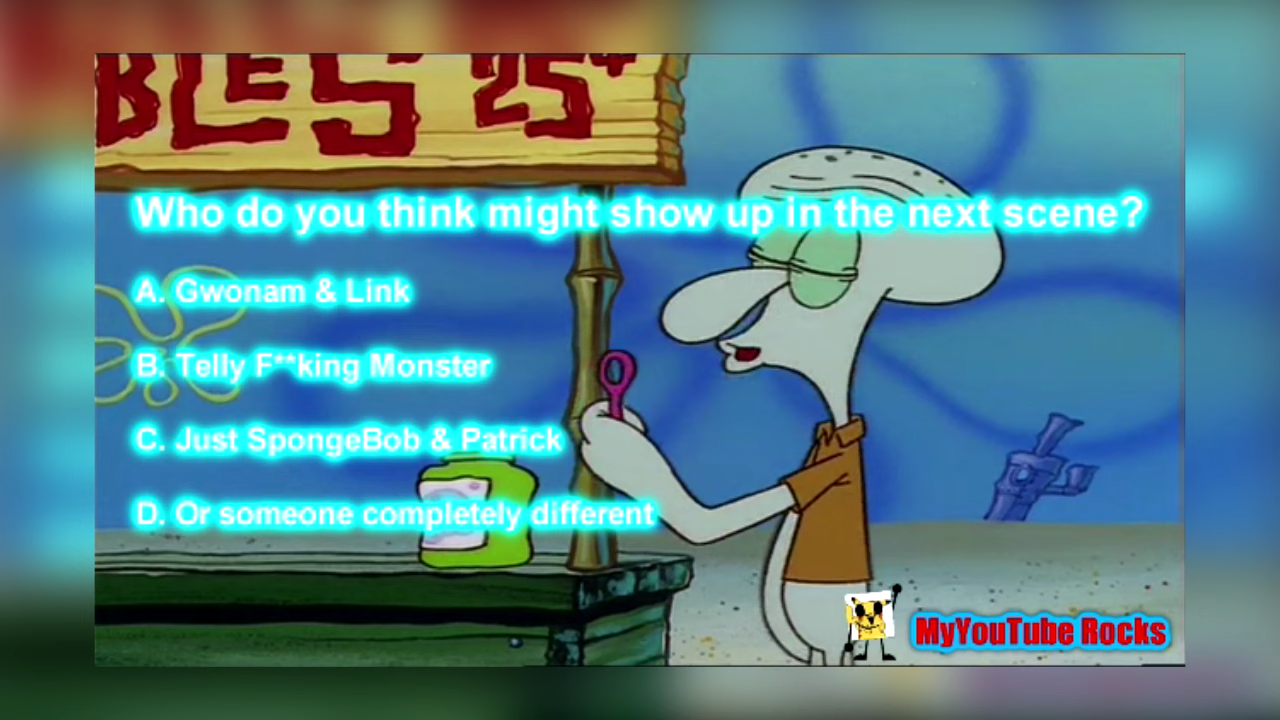 BLES 25¢
Who do you think might show up in the next scene?
A. Gwonam & Link
B. Telly F**king Monster
C. Just SpongeBob & Patrick
D. Or someone completely different
MyYouTube Rocks